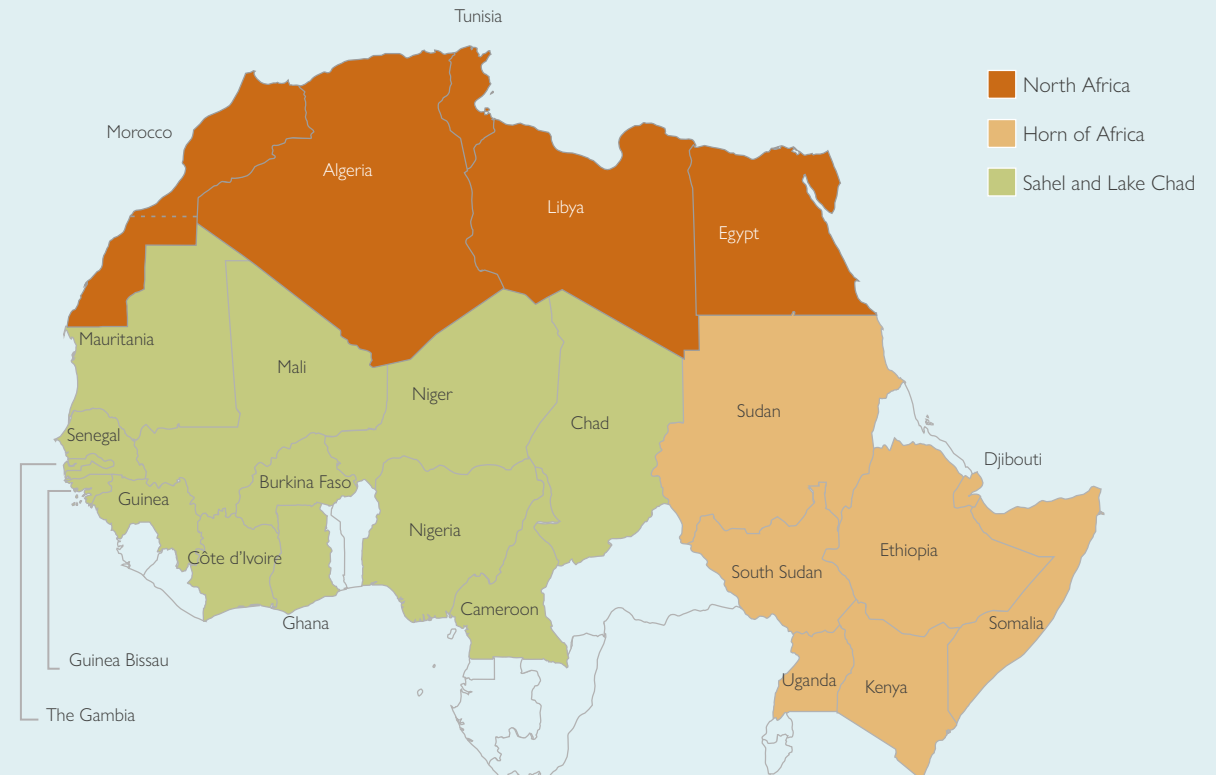 Tunisia
North Africa
Morocco
Horn of Africa
Algeria
Sahel and Lake Chad
Libya
Egypt
Mauritania
Mali
Niger
Sudan
Chad
Senegal
Djibouti
Burkina Faso
Guinea
Nigeria
Ethiopia
Côte d'Ivoire
South Sudan
Cameroon
Ghana
Somalia
Guinea Bissau
Uganda
Kenya
The Gambia